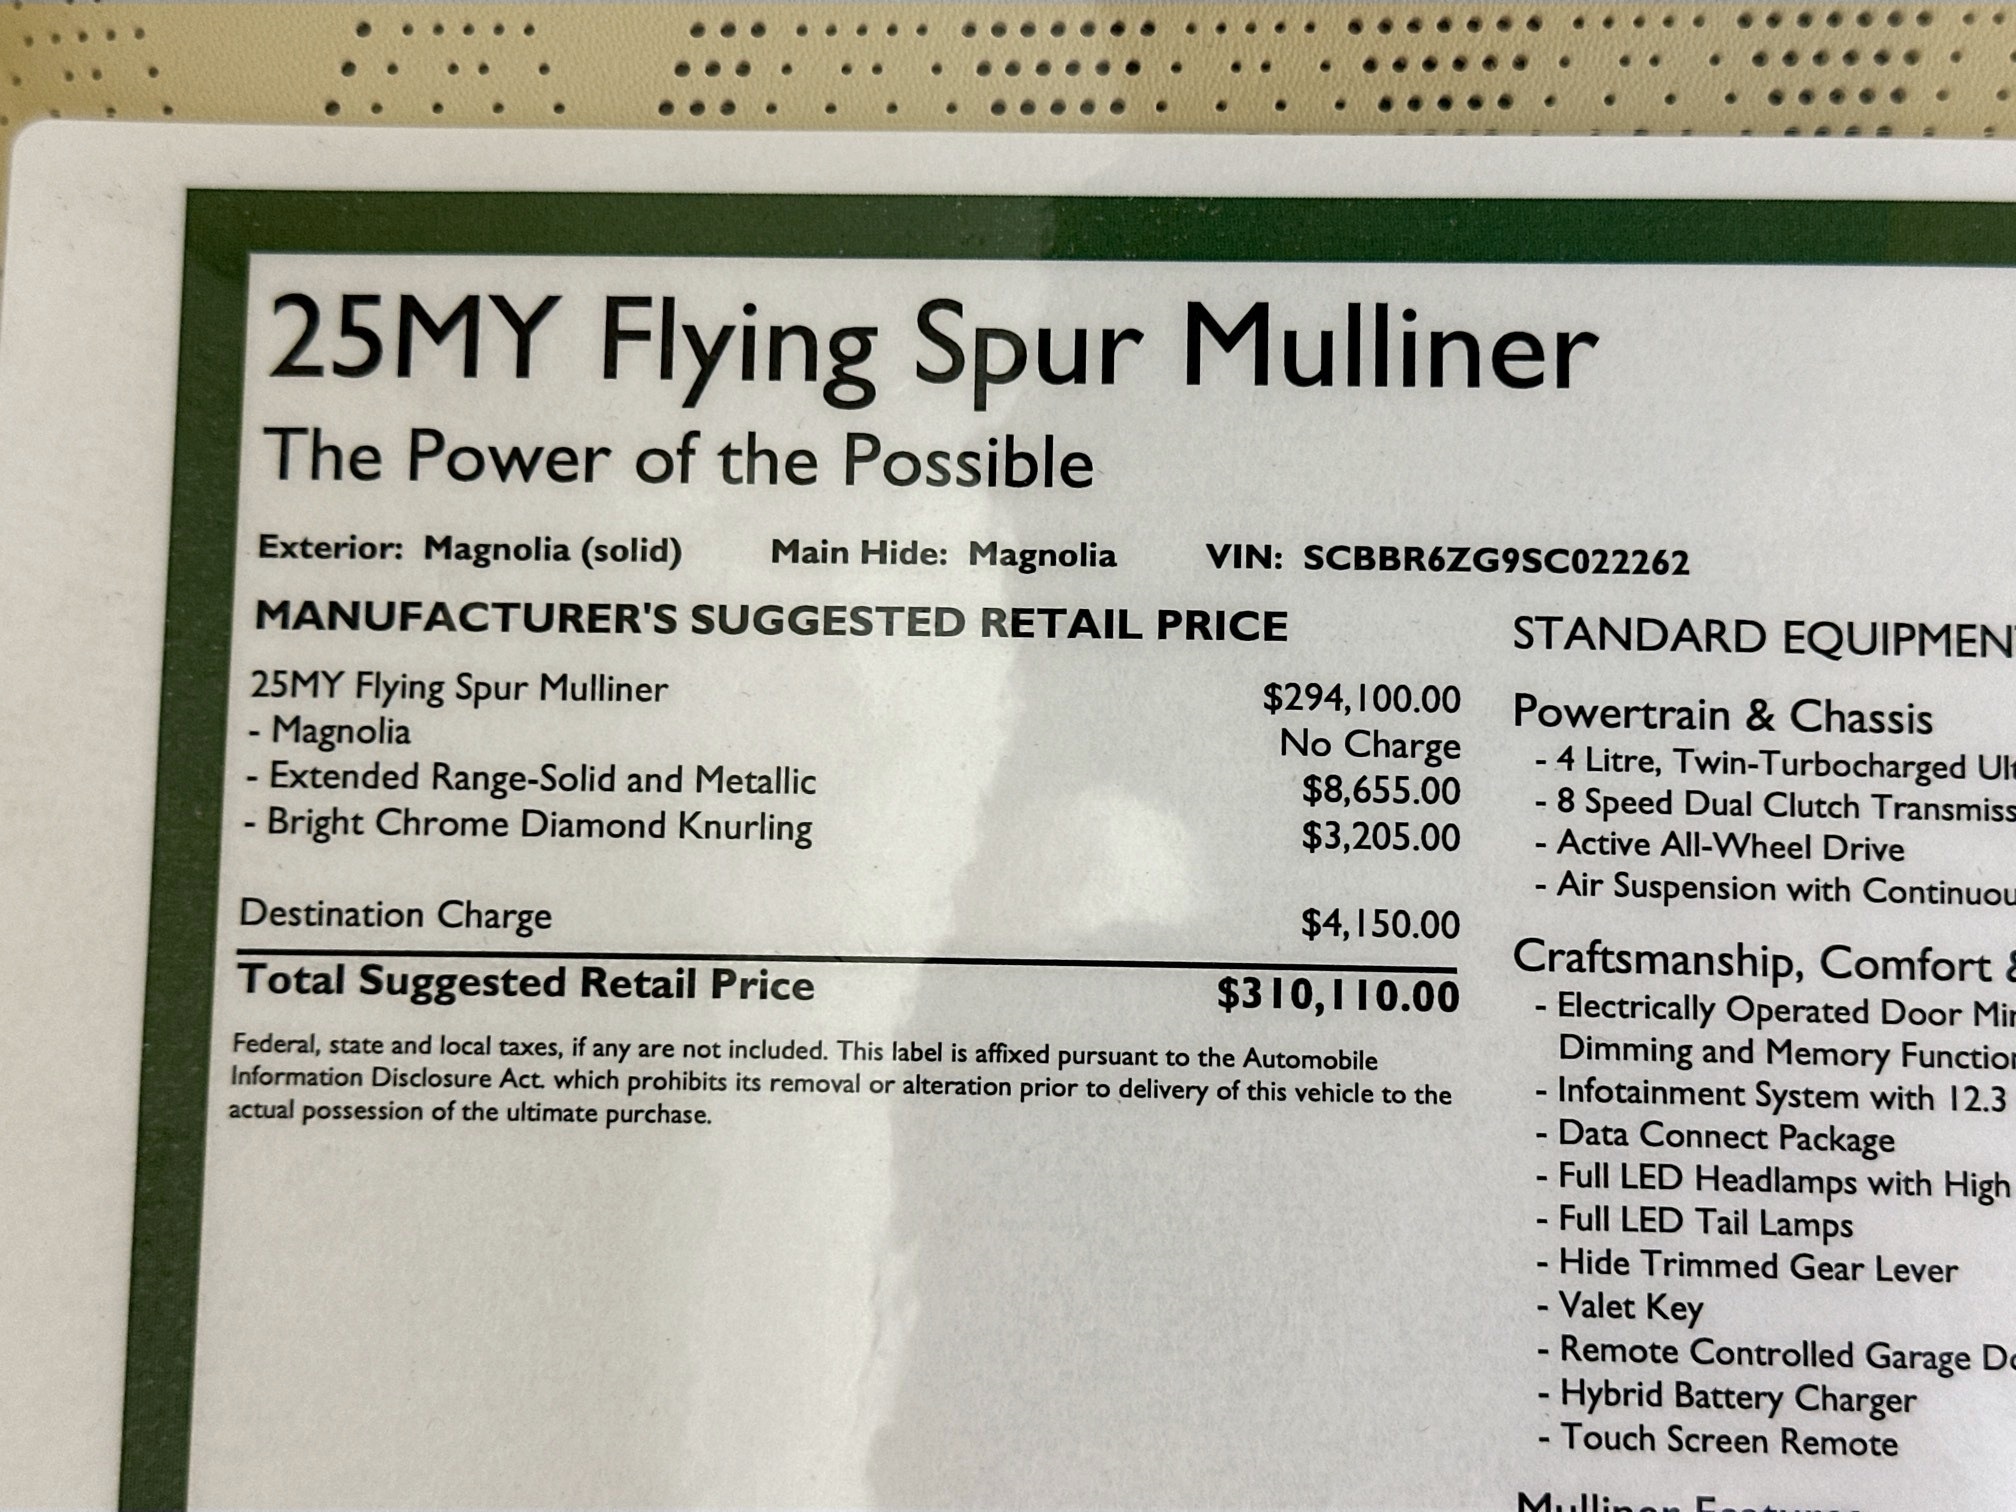 25MY Flying Spur Mulliner
The Power of the Possible
Exterior: Magnolia (solid) Main Hide: Magnolia VIN: SCBBR6ZG9SC022262
MANUFACTURER'S SUGGESTED RETAIL PRICE
25MY Flying Spur Mulliner $294,100.00
- Magnolia No Charge
- Extended Range-Solid and Metallic $8,655.00
- Bright Chrome Diamond Knurling $3,205.00
Destination Charge $4,150.00
Total Suggested Retail Price $310,110.00
Federal, state and local taxes, if any are not included. This label is affixed pursuant to the Automobile
Information Disclosure Act. which prohibits its removal or alteration prior to delivery of this vehicle to the
actual possession of the ultimate purchase.
STANDARD
Powertrain & Chassis
- 4 Litre, Twin-Turbocharged
- 8 Speed Dual Clutch
- Active All-Wheel Drive
- Air Suspension with
Craftsmanship, Comfort
- Electrically Operated Door
Dimming and Memory
- Infotainment System with 12.3
- Data Connect Package
- Full LED Headlamps with High
- Full LED Tail Lamps
- Hide Trimmed Gear Lever
- Valet Key
- Remote Controlled Garage
- Hybrid Battery Charger
- Touch Screen Remote